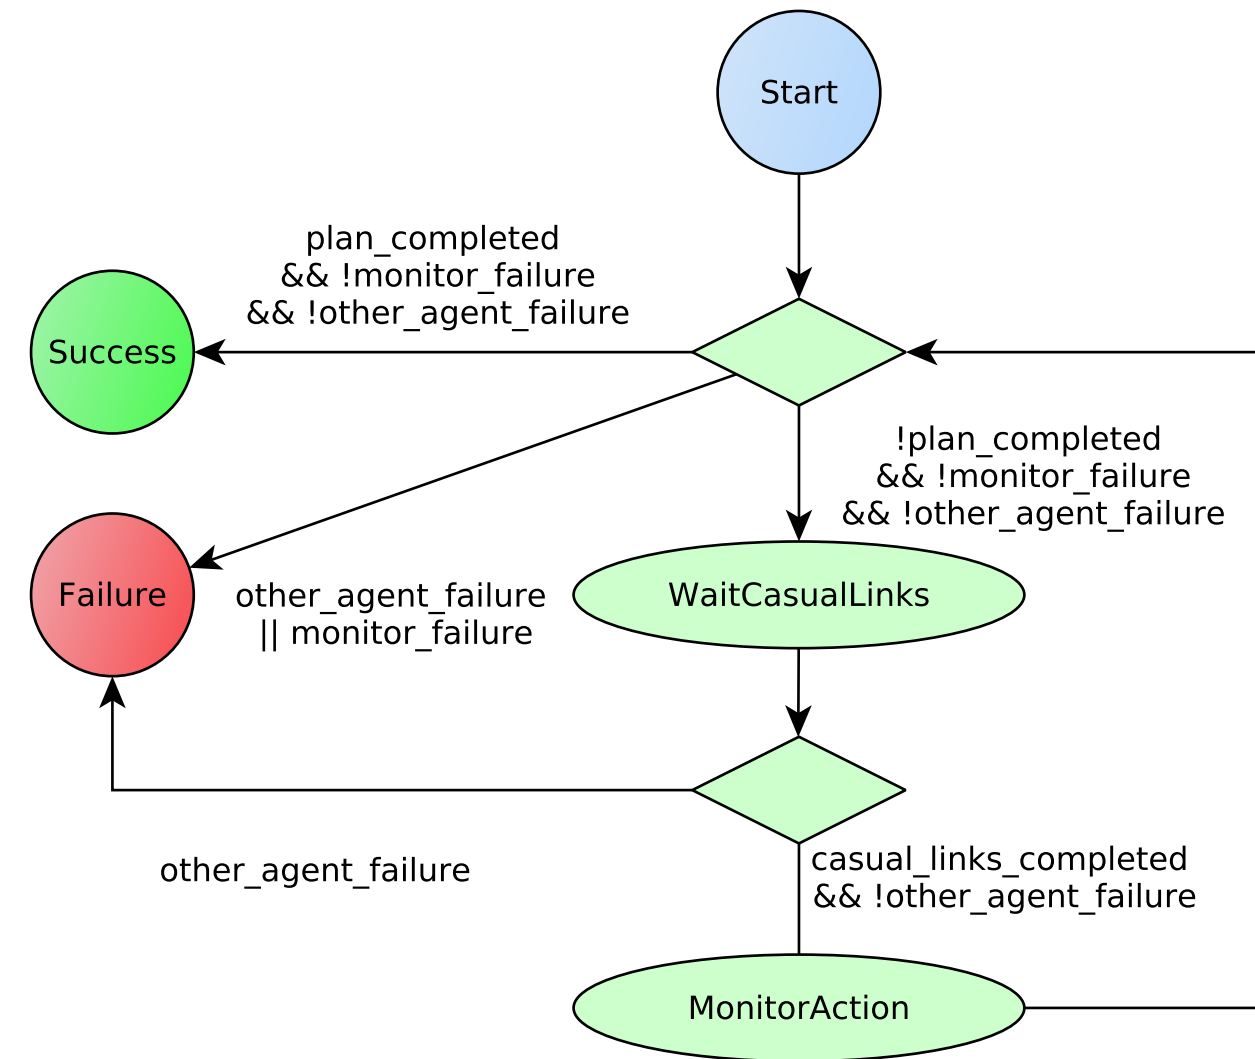 Start
plan_completed
&& !monitor_failure
&& !other_agent_failure
Success
!plan_completed
&& !monitor_failure
&& !other_agent_failure
Failure
other_agent_failure
|| monitor_failure
WaitCasualLinks
other_agent_failure
casual_links_completed
&& !other_agent_failure
MonitorAction